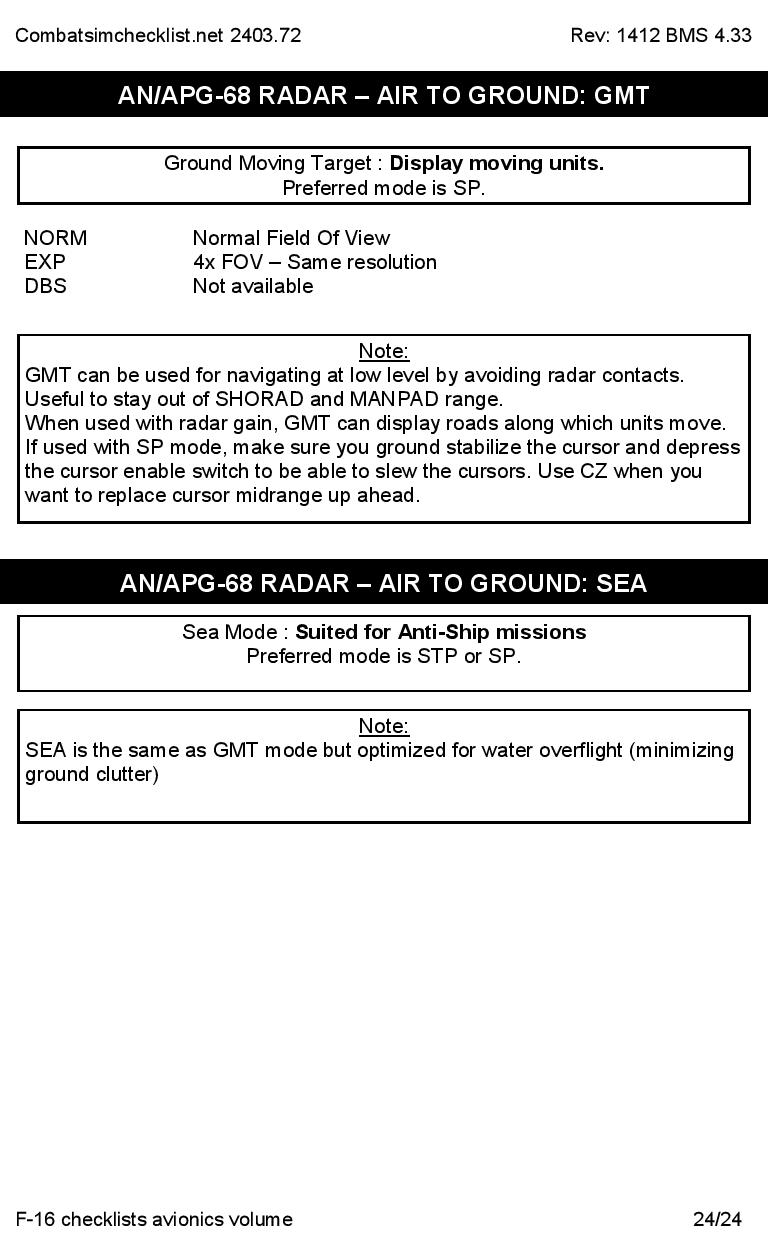 Combatsimchecklist.net 2403.72 Rev: 1412 BMS 4.33
AN/APG-68 RADAR – AIR TO GROUND: GMT
Ground Moving Target : Display moving units.
Preferred mode is SP.
NORM Normal Field Of View
EXP 4x FOV – Same resolution
DBS Not available
Note:
GMT can be used for navigating at low level by avoiding radar contacts.
Useful to stay out of SHORAD and MANPAD range.
When used with radar gain, GMT can display roads along which units move.
If used with SP mode, make sure you ground stabilize the cursor and depress
the cursor enable switch to be able to slew the cursors. Use CZ when you
want to replace cursor midrange up ahead.
AN/APG-68 RADAR – AIR TO GROUND: SEA
Sea Mode : Suited for Anti-Ship missions
Preferred mode is STP or SP.
Note:
SEA is the same as GMT mode but optimized for water overflight (minimizing
ground clutter)
F-16 checklists avionics volume 24/24